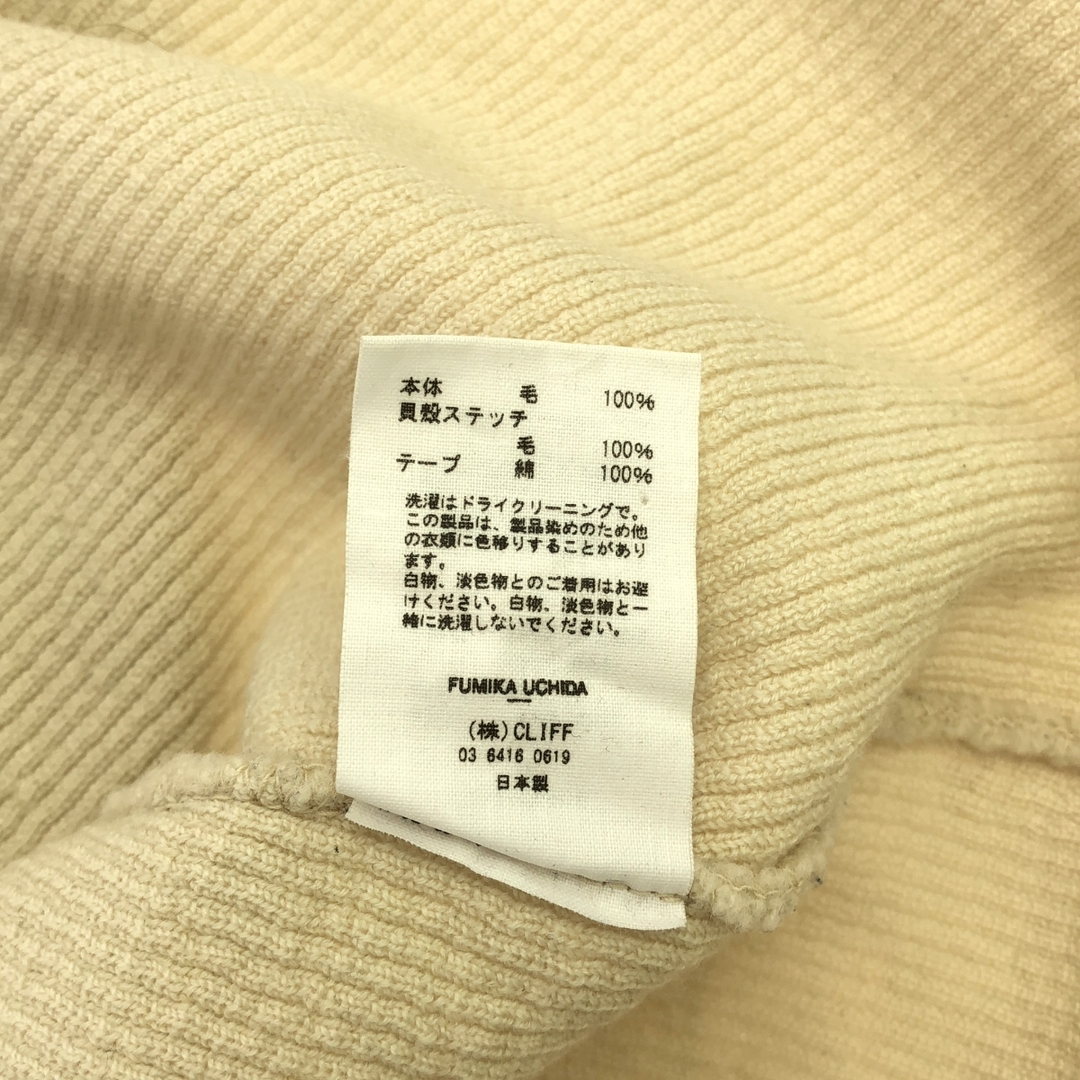 本体 毛 100%
貝殻ステッチ
毛 100%
テープ 綿 100%
洗濯はドライクリーニングで。
この製品は、製品染めのため他
の衣類に色移りすることがあり
ます。
白物、淡色物とのご着用はお避
けください。白物、淡色物と一
緒に洗濯しないでください。
FUMIKA_UCHIDA
(株)CLIFF
03 6416 0619
日本製